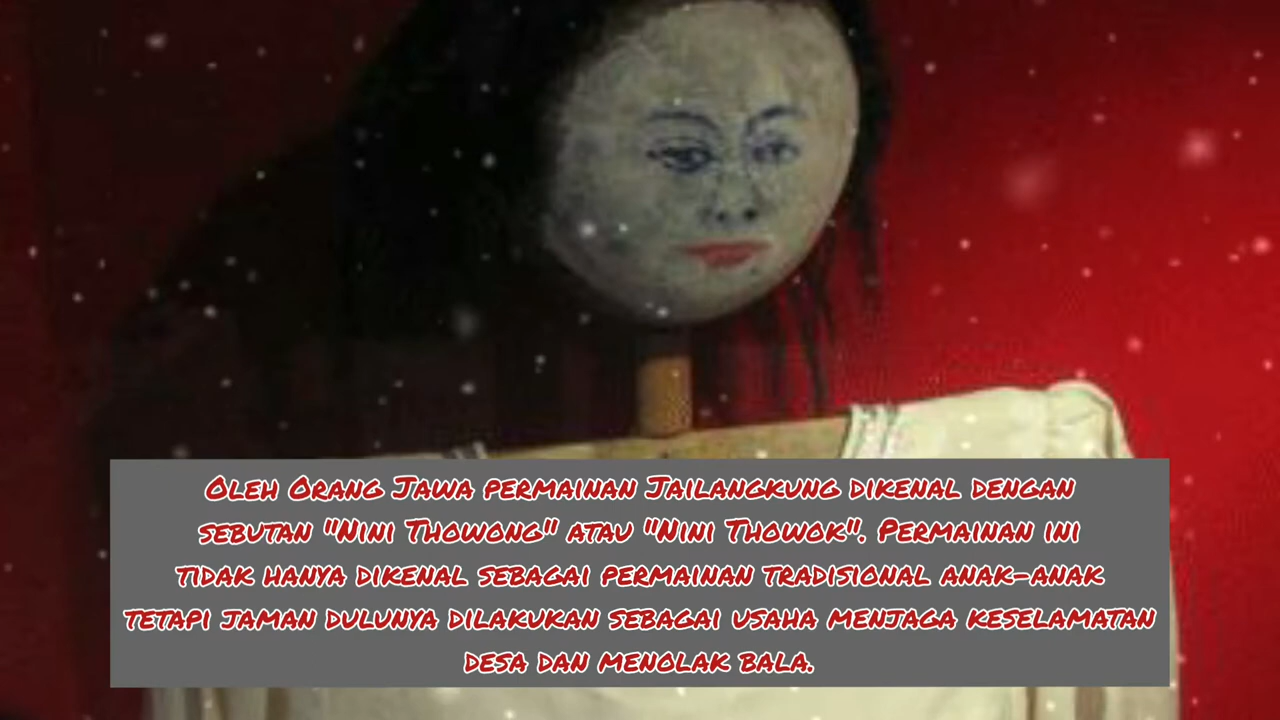 Oleh Orang Jawa permainan Jailangkung dikenal dengan
sebutan "Nini Thowong" atau "Nini Thowok". Permainan ini
tidak hanya dikenal sebagai permainan tradisional anak-anak
tetapi jaman dulunya dilakukan sebagai usaha menjaga keselamatan
desa dan menolak bala.